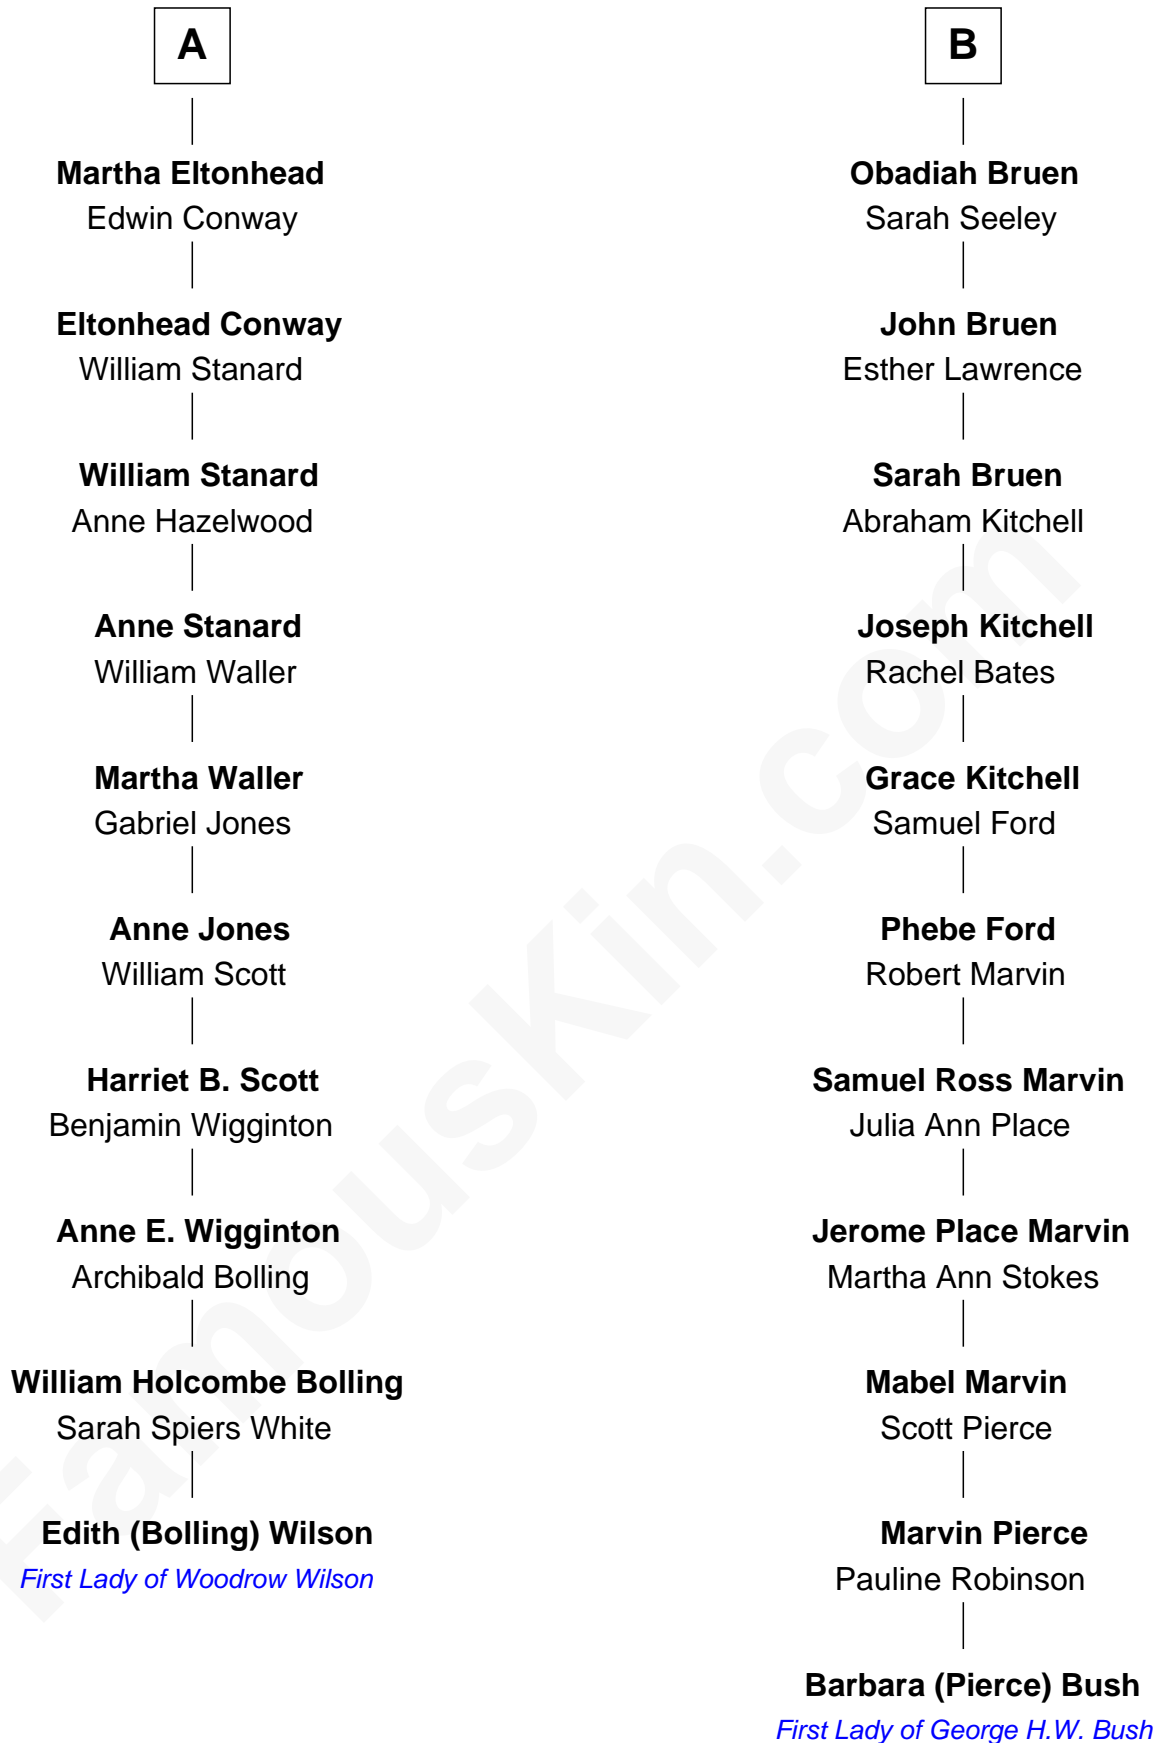 A
Martha Eltonhead
Edwin Conway
Eltonhead Conway
William Stanard
William Stanard
Anne Hazelwood
Anne Stanard
William Waller
Martha Waller
Gabriel Jones
Anne Jones
William Scott
Harriet B. Scott
Benjamin Wigginton
Anne E. Wigginton
Archibald Bolling
William Holcombe Bolling
Sarah Spiers White
Edith (Bolling) Wilson
First Lady of Woodrow Wilson
B
Obadiah Bruen
Sarah Seeley
John Bruen
Esther Lawrence
Sarah Bruen
Abraham Kitchell
Joseph Kitchell
Rachel Bates
Grace Kitchell
Samuel Ford
Phebe Ford
Robert Marvin
Samuel Ross Marvin
Julia Ann Place
Jerome Place Marvin
Martha Ann Stokes
Mabel Marvin
Scott Pierce
Marvin Pierce
Pauline Robinson
Barbara (Pierce) Bush
First Lady of George H.W. Bush
FamousKin.com